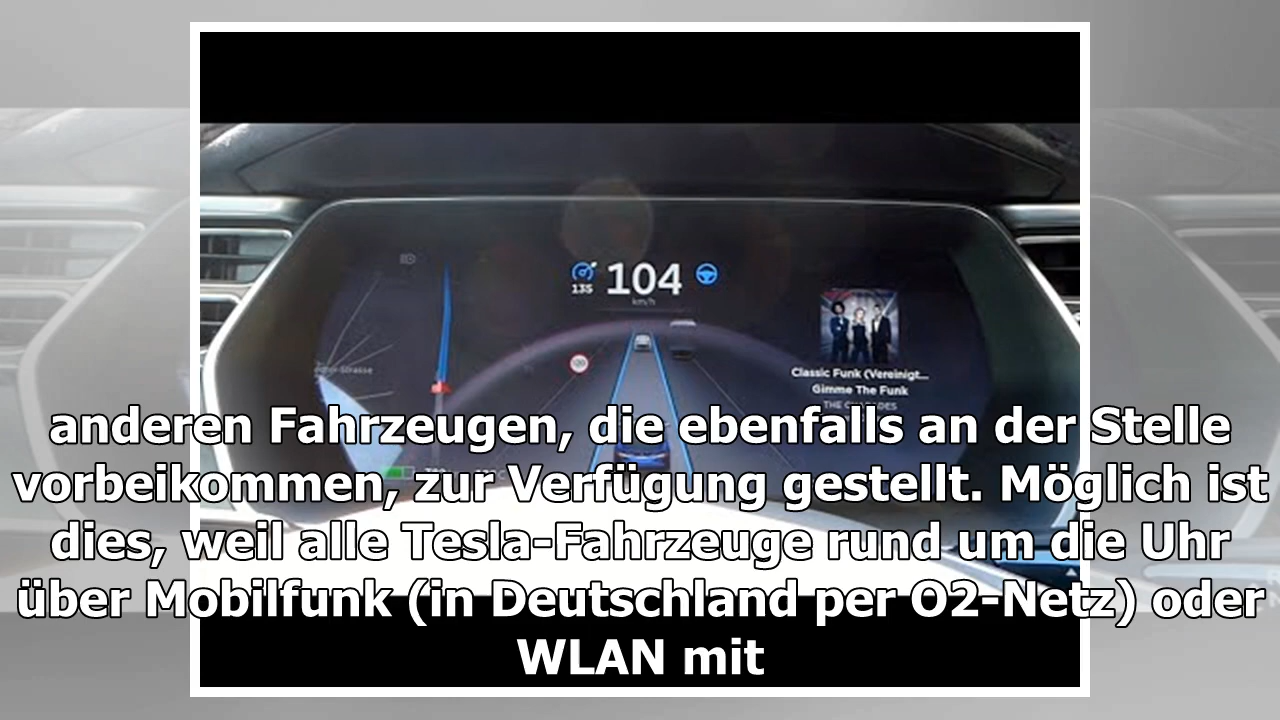 104
135
km/h
Classic Funk (Vereinigt...
Gimme The Funk
anderen Fahrzeugen, die ebenfalls an der Stelle
vorbeikommen, zur Verfügung gestellt. Möglich ist
dies, weil alle Tesla-Fahrzeuge rund um die Uhr
über Mobilfunk (in Deutschland per O2-Netz) oder
WLAN mit